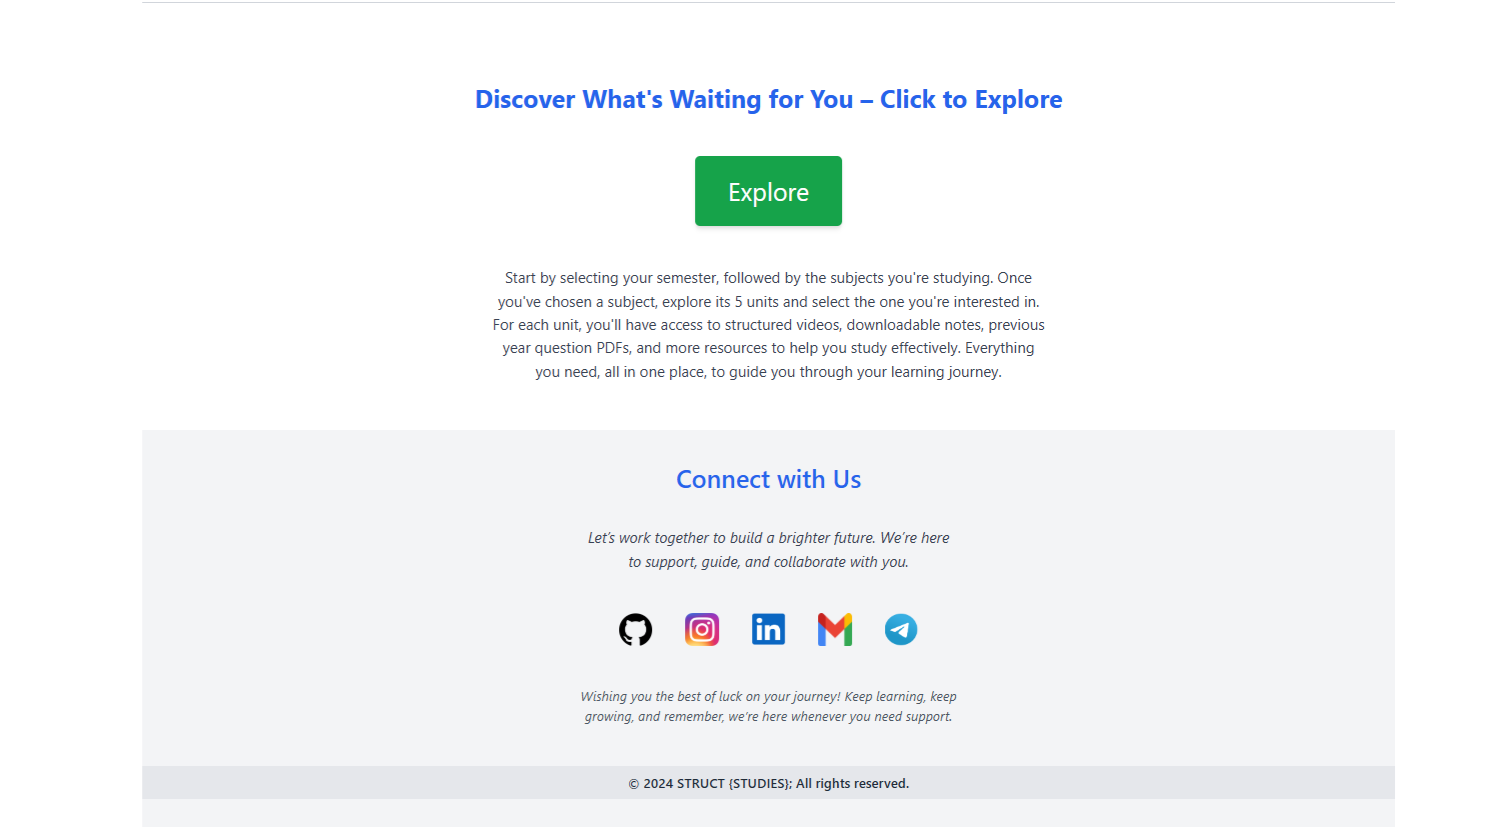 Discover What's Waiting for You – Click to Explore
Explore
Start by selecting your semester, followed by the subjects you're studying. Once
you've chosen a subject, explore its 5 units and select the one you're interested in.
For each unit, you'll have access to structured videos, downloadable notes, previous
year question PDFs, and more resources to help you study effectively. Everything
you need, all in one place, to guide you through your learning journey.
Connect with Us
Let’s work together to build a brighter future. We’re here
to support, guide, and collaborate with you.
in
Wishing you the best of luck on your journey! Keep learning, keep
growing, and remember, we’re here whenever you need support.
© 2024 STRUCT {STUDIES}; All rights reserved.